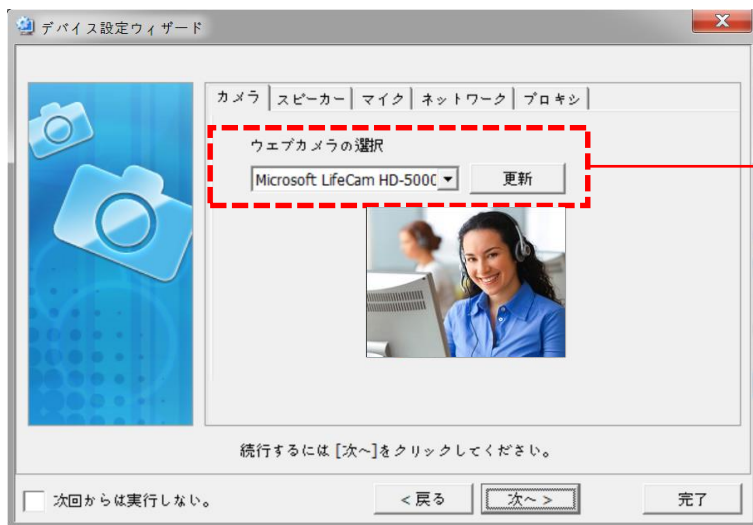 デバイス設定ウィザード
カメラ スピーカー マイク ネットワーク プロキシ
ウェブカメラの選択
Microsoft LifeCam HD-5000 更新
続行するには [次へ]をクリックしてください。
次回からは実行しない。 < 戻る 次へ > 完了